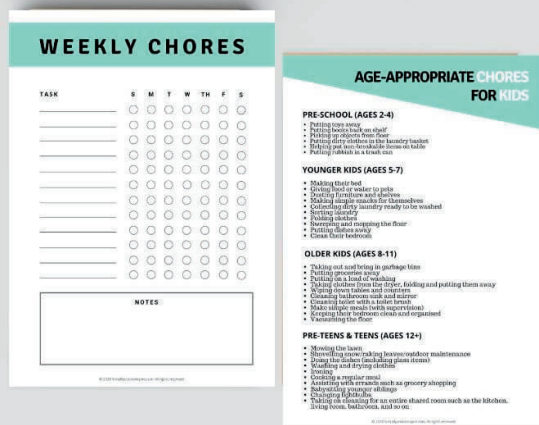 WEEKLY CHORES
TASK S M T W TH F S
NOTES
AGE-APPROPRIATE CHORES
FOR KIDS
PRE-SCHOOL (AGES 2-4)
• Putting toys away
• Putting books back on shelf
• Picking up objects from floor
• Putting dirty clothes in the laundry basket
• Helping put non-breakable items on table
• Putting rubbish in a trash can
YOUNGER KIDS (AGES 5-7)
• Making their bed
• Giving food or water to pets
• Dusting furniture and shelves
• Making simple snacks for themselves
• Collecting dirty laundry ready to be washed
• Sorting laundry
• Folding clothes
• Sweeping and mopping the floor
• Putting dishes away
• Clean their bedroom
OLDER KIDS (AGES 8-11)
• Taking out and bring in garbage bins
• Putting groceries away
• Putting on a load of washing
• Taking clothes from the dryer, folding and putting them away
• Wiping down tables and counters
• Cleaning bathroom sink and mirror
• Cleaning toilet with a toilet brush
• Make simple meals (with supervision)
• Keeping their bedroom clean and organised
• Vacuuming the floor
PRE-TEENS & TEENS (AGES 12+)
• Mowing the lawn
• Shovelling snow/raking leaves/outdoor maintenance
• Doing the dishes (including glass items)
• Washing and drying clothes
• Ironing
• Cooking a regular meal
• Assisting with errands such as grocery shopping
• Babysitting younger siblings
• Changing lightbulbs
• Taking on cleaning for an entire shared room such as the kitchen,
living room, bathroom, and so on